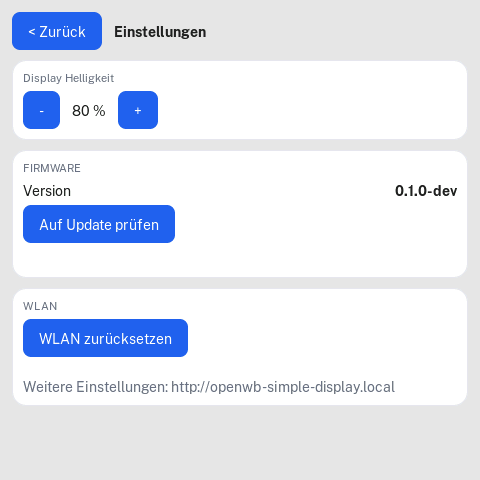 < Zurück Einstellungen
Display Helligkeit
- 80 % +
FIRMWARE
Version 0.1.0-dev
Auf Update prüfen
WLAN
WLAN zurücksetzen
Weitere Einstellungen: http://openwb-simple-display.local